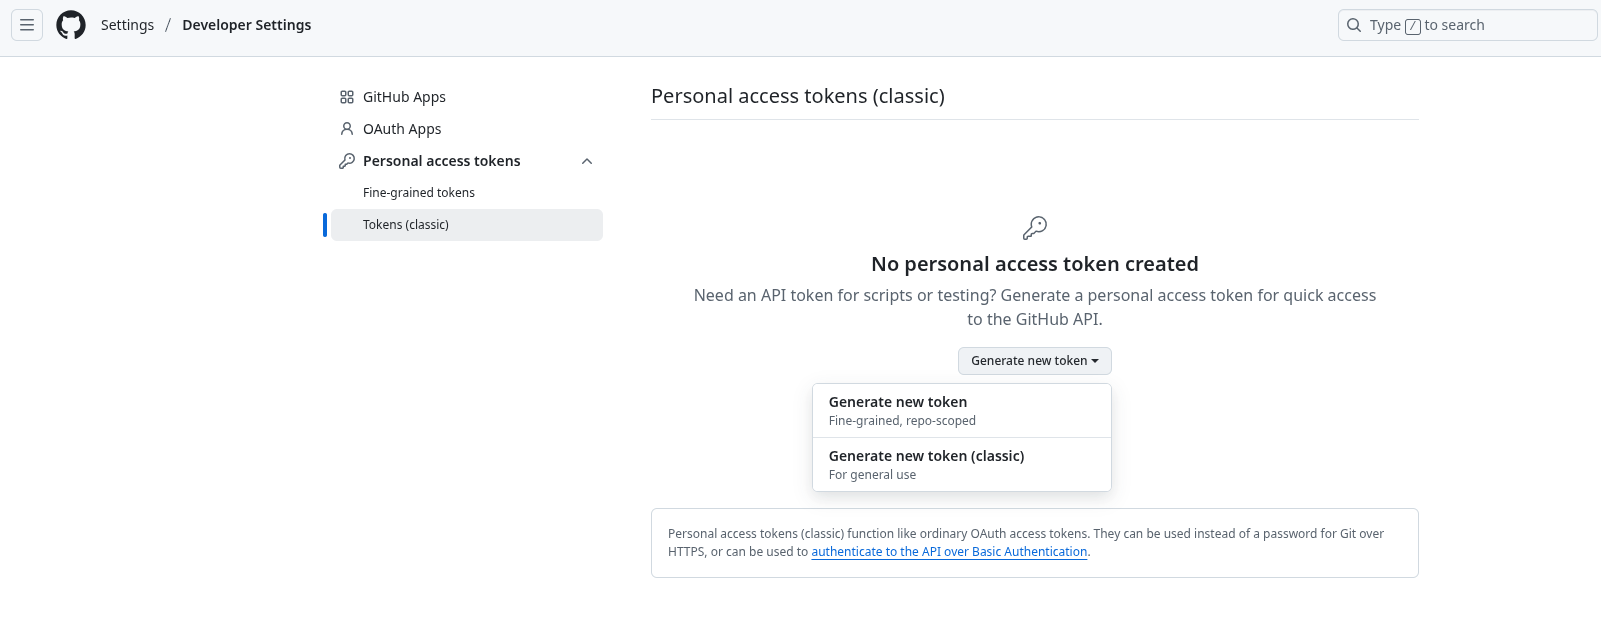 Settings / Developer Settings
Type / to search
GitHub Apps
OAuth Apps
Personal access tokens
Fine-grained tokens
Tokens (classic)
Personal access tokens (classic)
No personal access token created
Need an API token for scripts or testing? Generate a personal access token for quick access
to the GitHub API.
Generate new token
Generate new token
Fine-grained, repo-scoped
Generate new token (classic)
For general use
Personal access tokens (classic) function like ordinary OAuth access tokens. They can be used instead of a password for Git over
HTTPS, or can be used to authenticate to the API over Basic Authentication.